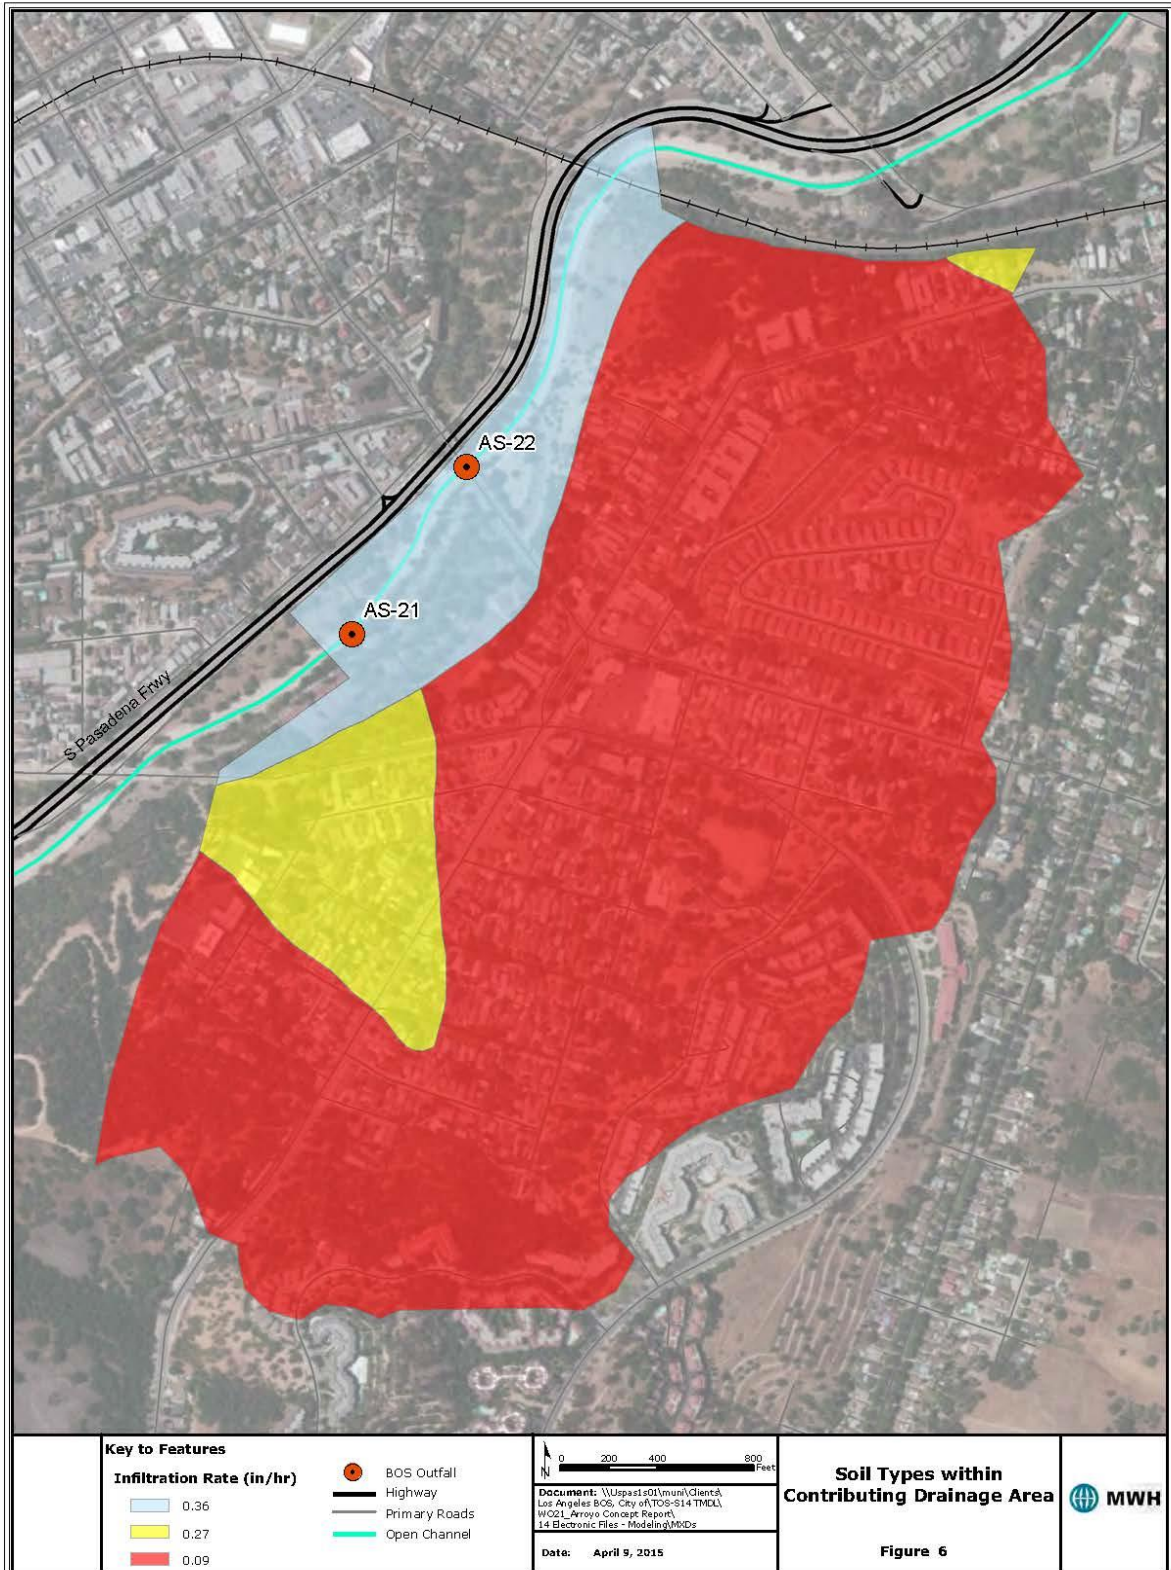 AS-22
AS-21
S Pasadena Frwy
Key to Features
Infiltration Rate (in/hr)
0.36
0.27
0.09
BOS Outfall
Highway
Primary Roads
Open Channel
N
0 200 400 800
Feet
Document: \\Uspas1s01\muni\Clients\
Los Angeles BOS, City of\TOS-S14 TMDL\
WO21_Arroyo Concept Report\
14 Electronic Files - Modeling\MXDs
Date: April 9, 2015
Soil Types within
Contributing Drainage Area
Figure 6
MWH